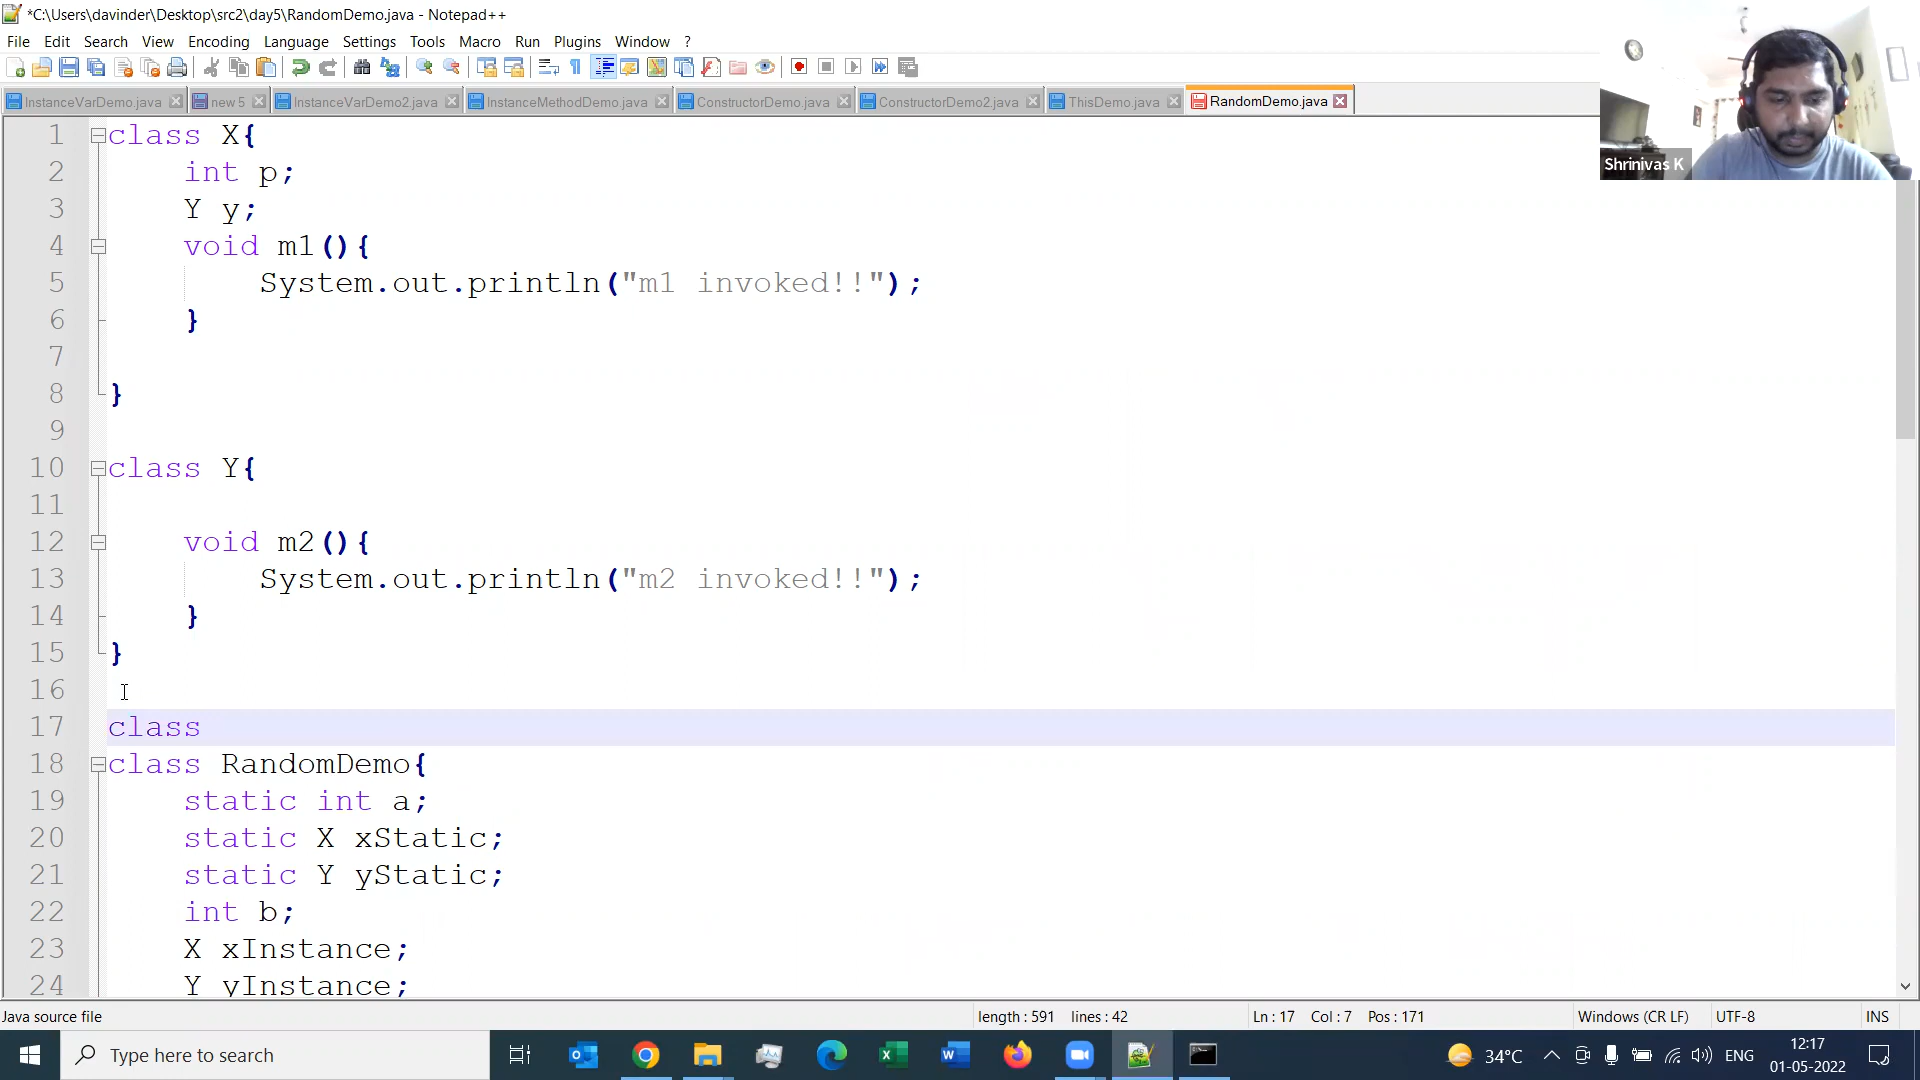 *C:\Users\davinder\Desktop\src2\day5\RandomDemo.java - Notepad++
File Edit Search View Encoding Language Settings Tools Macro Run Plugins Window ?
InstanceVarDemo.java new 5 InstanceVarDemo2.java InstanceMethodDemo.java ConstructorDemo.java ConstructorDemo2.java ThisDemo.java RandomDemo.java
Shrinivas K
1 class X{
2 int p;
3 Y y;
4 void m1(){
5 System.out.println("m1 invoked!!");
6 }
7
8 }
9
10 class Y{
11
12 void m2(){
13 System.out.println("m2 invoked!!");
14 }
15 }
16
17 class
18 class RandomDemo{
19 static int a;
20 static X xStatic;
21 static Y yStatic;
22 int b;
23 X xInstance;
24 Y yInstance;
Java source file length : 591 lines : 42 Ln : 17 Col : 7 Pos : 171 Windows (CR LF) UTF-8 INS
Type here to search 34°C ENG 12:17
01-05-2022